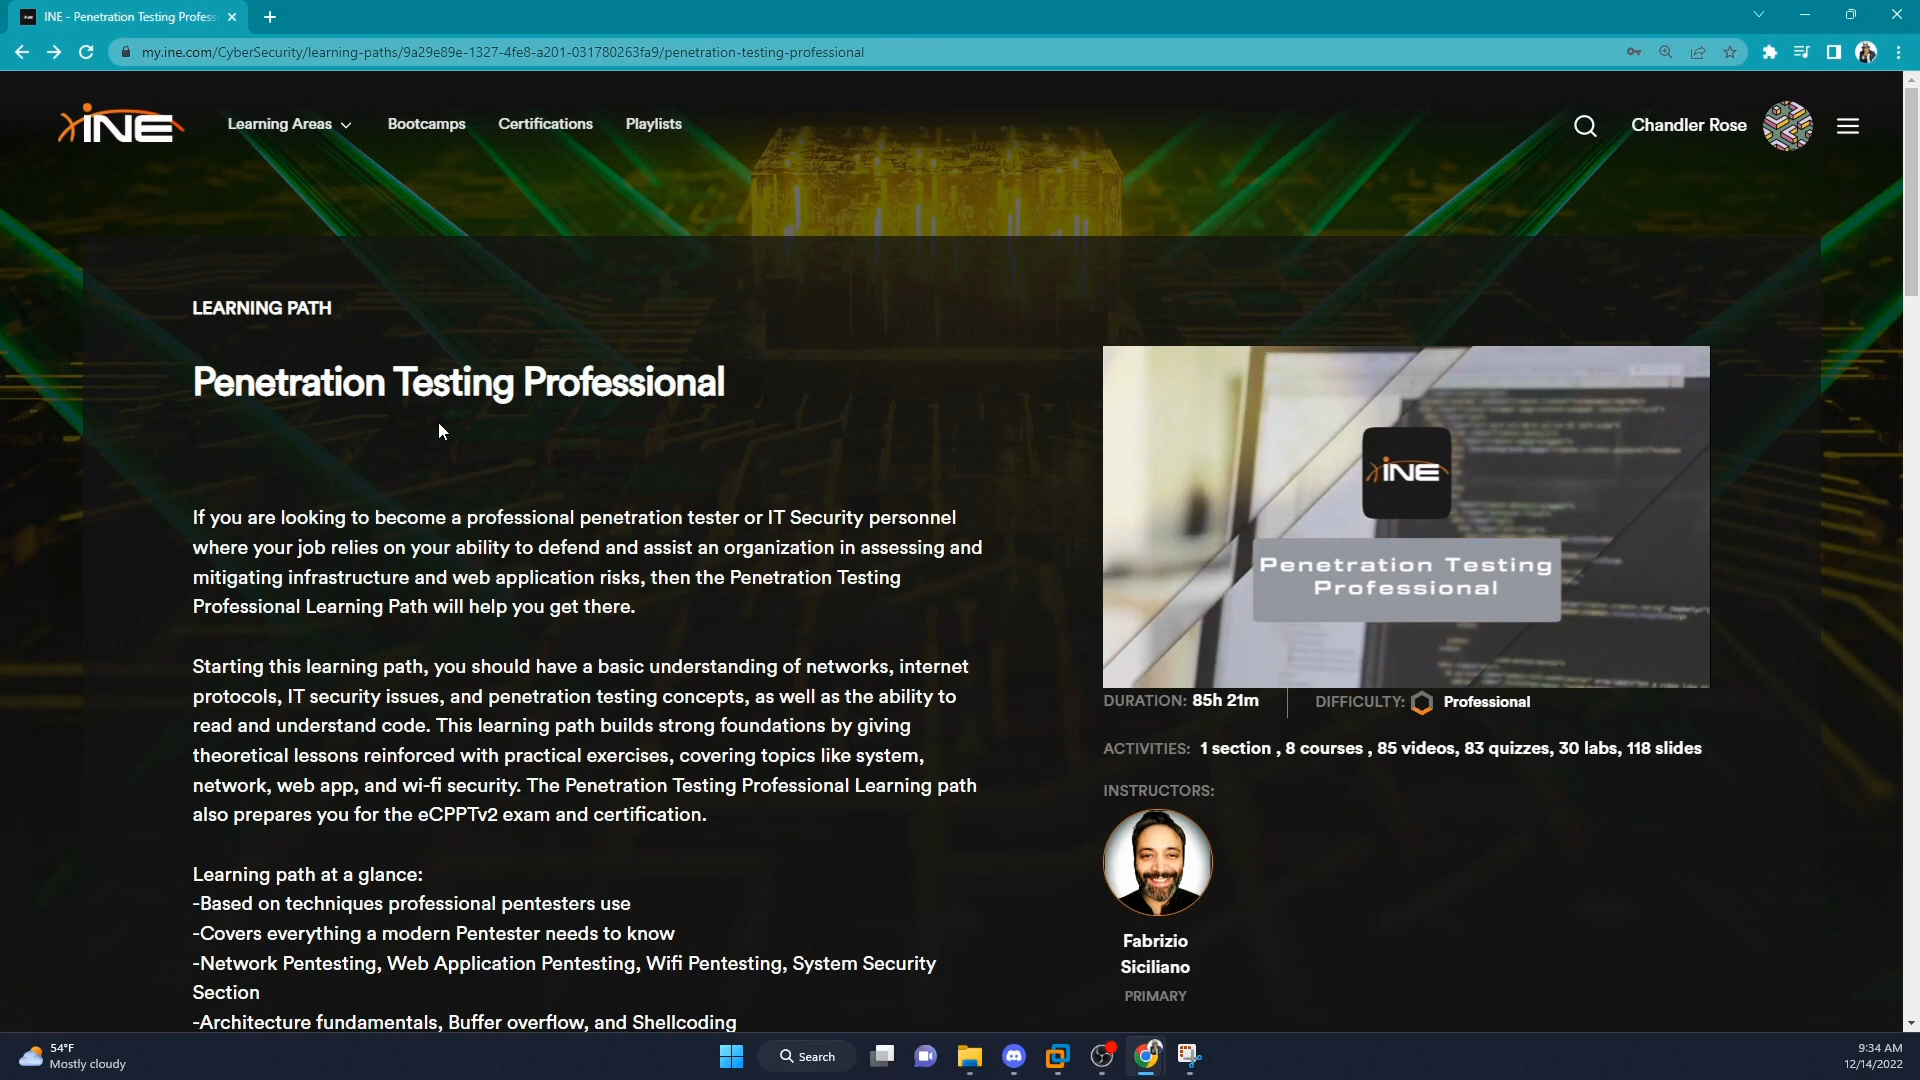 INE - Penetration Testing Profess
my.ine.com/CyberSecurity/learning-paths/9a29e89e-1327-4fe8-a201-031780263fa9/penetration-testing-professional
INE
Learning Areas
Bootcamps
Certifications
Playlists
Chandler Rose
LEARNING PATH
Penetration Testing Professional
If you are looking to become a professional penetration tester or IT Security personnel
where your job relies on your ability to defend and assist an organization in assessing and
mitigating infrastructure and web application risks, then the Penetration Testing
Professional Learning Path will help you get there.
Starting this learning path, you should have a basic understanding of networks, internet
protocols, IT security issues, and penetration testing concepts, as well as the ability to
read and understand code. This learning path builds strong foundations by giving
theoretical lessons reinforced with practical exercises, covering topics like system,
network, web app, and wi-fi security. The Penetration Testing Professional Learning path
also prepares you for the eCPPTv2 exam and certification.
Learning path at a glance:
-Based on techniques professional pentesters use
-Covers everything a modern Pentester needs to know
-Network Pentesting, Web Application Pentesting, Wifi Pentesting, System Security
Section
-Architecture fundamentals, Buffer overflow, and Shellcoding
INE
Penetration Testing
Professional
DURATION: 85h 21m
DIFFICULTY: Professional
ACTIVITIES: 1 section , 8 courses , 85 videos, 83 quizzes, 30 labs, 118 slides
INSTRUCTORS:
Fabrizio
Siciliano
PRIMARY
54°F
Mostly cloudy
Search
9:34 AM
12/14/2022